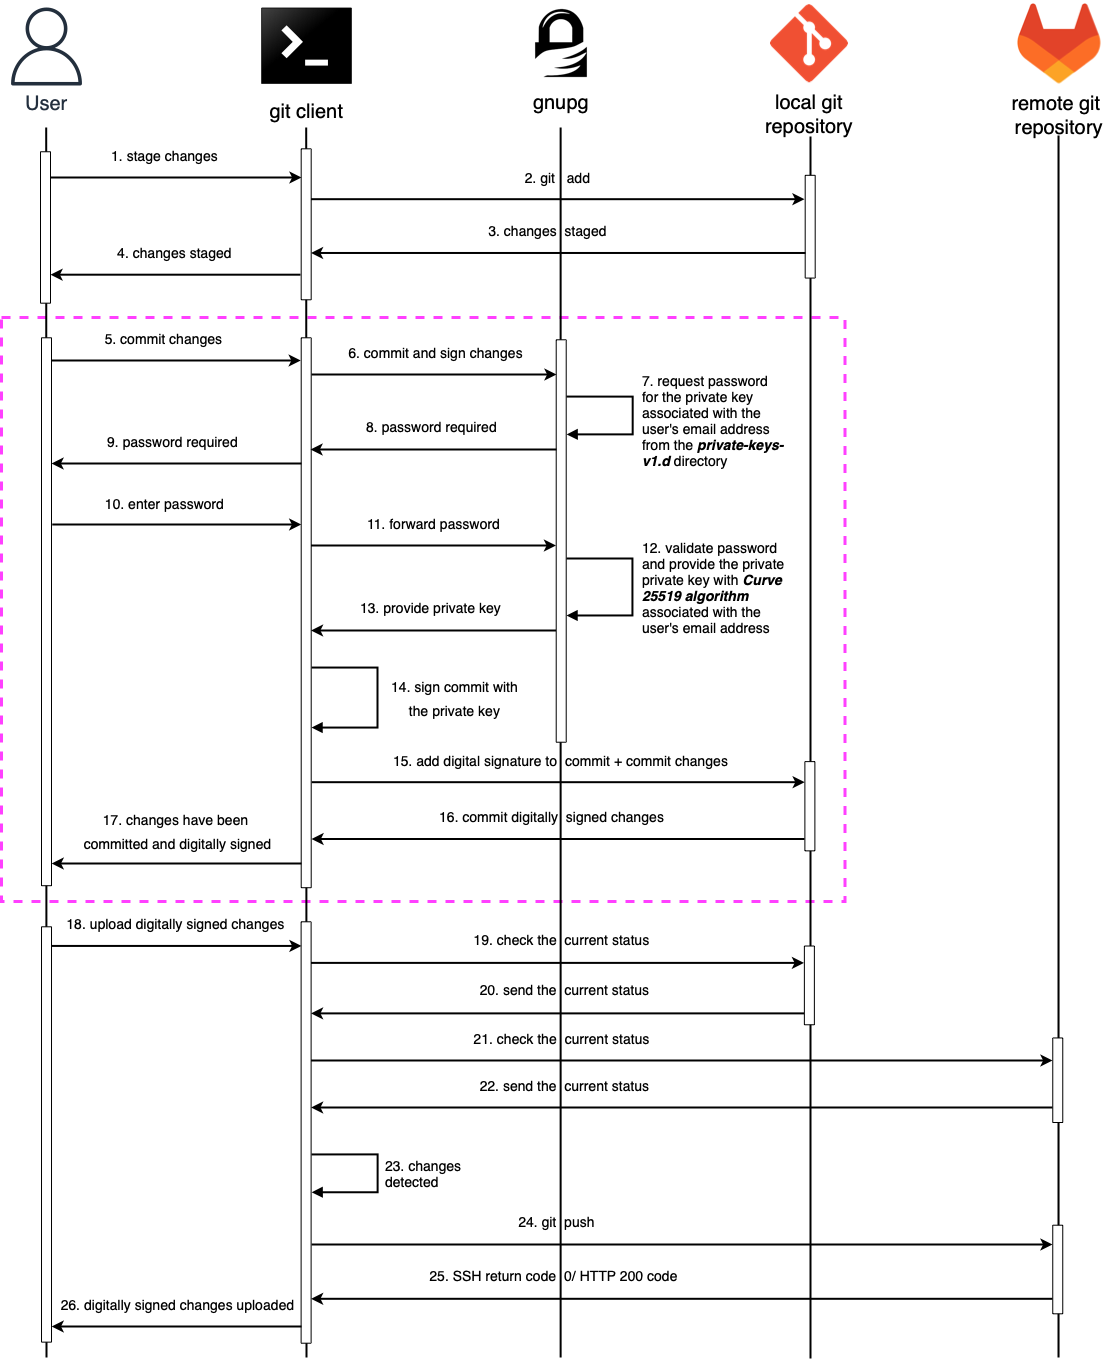 User
git client
gnupg
local git
repository
remote git
repository
1. stage changes
2. git add
3. changes staged
4. changes staged
5. commit changes
6. commit and sign changes
7. request password
for the private key
associated with the
user's email address
from the private-keys-
v1.d directory
8. password required
9. password required
10. enter password
11. forward password
12. validate password
and provide the private
private key with Curve
25519 algorithm
associated with the
user's email address
13. provide private key
14. sign commit with
the private key
15. add digital signature to commit + commit changes
16. commit digitally signed changes
17. changes have been
committed and digitally signed
18. upload digitally signed changes
19. check the current status
20. send the current status
21. check the current status
22. send the current status
23. changes
detected
24. git push
25. SSH return code 0/ HTTP 200 code
26. digitally signed changes uploaded